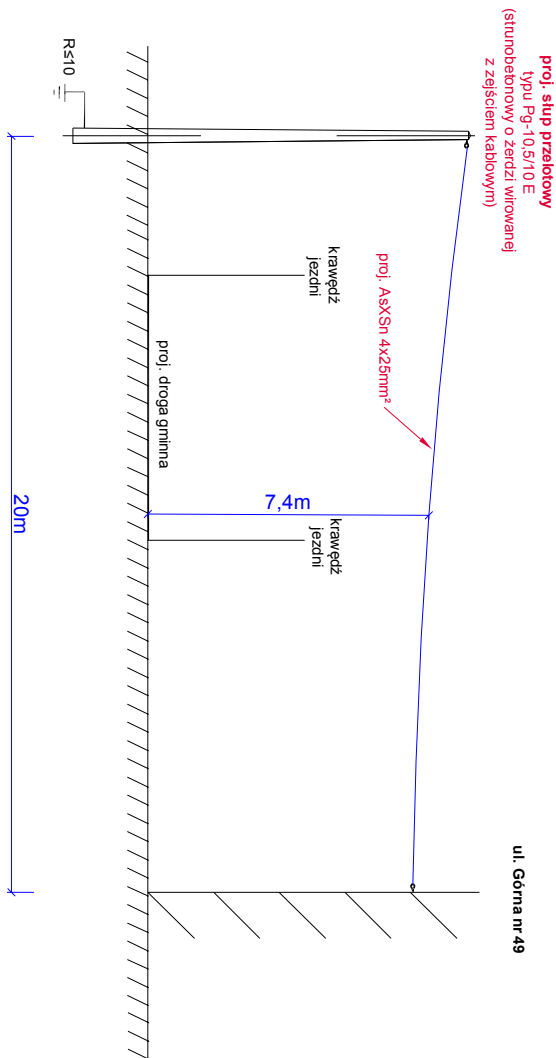 proj. słup przelotowy
typu Pg-10,5/10 E
(strunobetonowy o żerdzi wirowanej
z zejściem kablowym)
ul. Górna nr 49
proj. AsXSn 4x25mm²
krawędź
jezdni
krawędź
jezdni
7,4m
proj. droga gminna
R≤10
20m